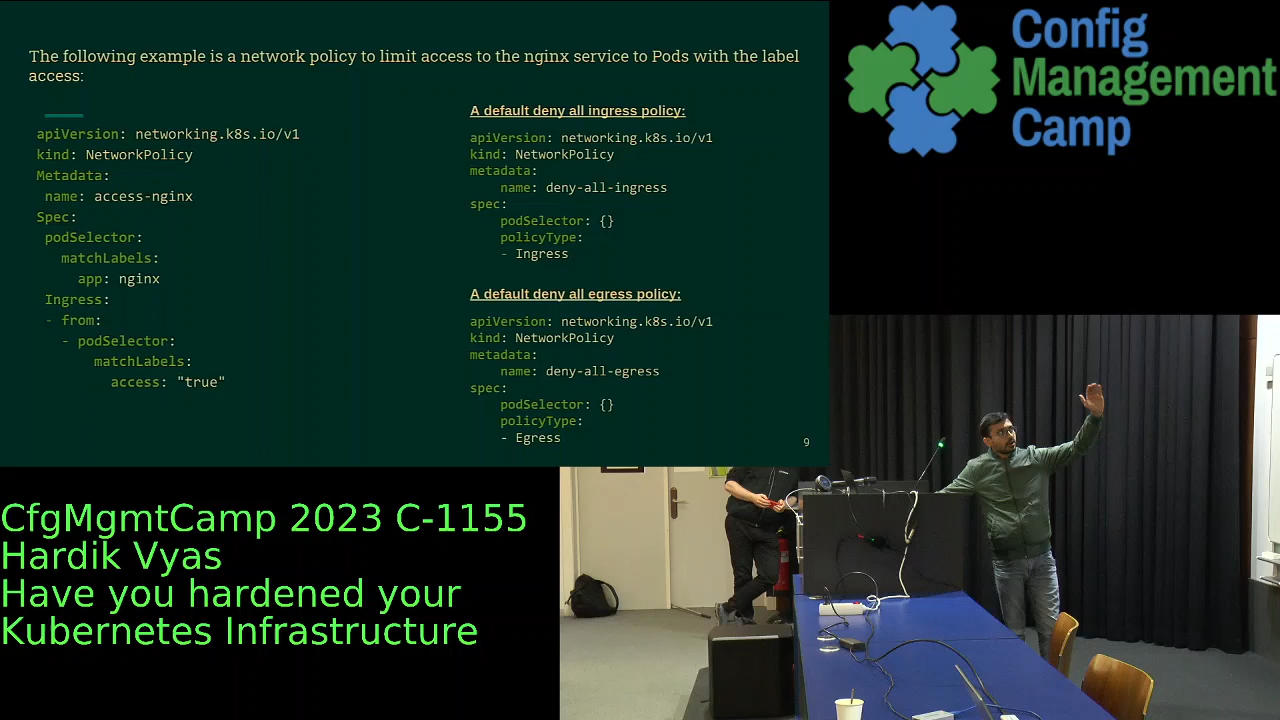 The following example is a network policy to limit access to the nginx service to Pods with the label
access:
apiVersion: networking.k8s.io/v1
kind: NetworkPolicy
Metadata:
 name: access-nginx
Spec:
 podSelector:
   matchLabels:
     app: nginx
 Ingress:
 - from:
   - podSelector:
       matchLabels:
         access: "true"
A default deny all ingress policy:
apiVersion: networking.k8s.io/v1
kind: NetworkPolicy
metadata:
    name: deny-all-ingress
spec:
    podSelector: {}
    policyType:
    - Ingress
A default deny all egress policy:
apiVersion: networking.k8s.io/v1
kind: NetworkPolicy
metadata:
    name: deny-all-egress
spec:
    podSelector: {}
    policyType:
    - Egress
9
Config
Management
Camp
CfgMgmtCamp 2023 C-1155
Hardik Vyas
Have you hardened your
Kubernetes Infrastructure